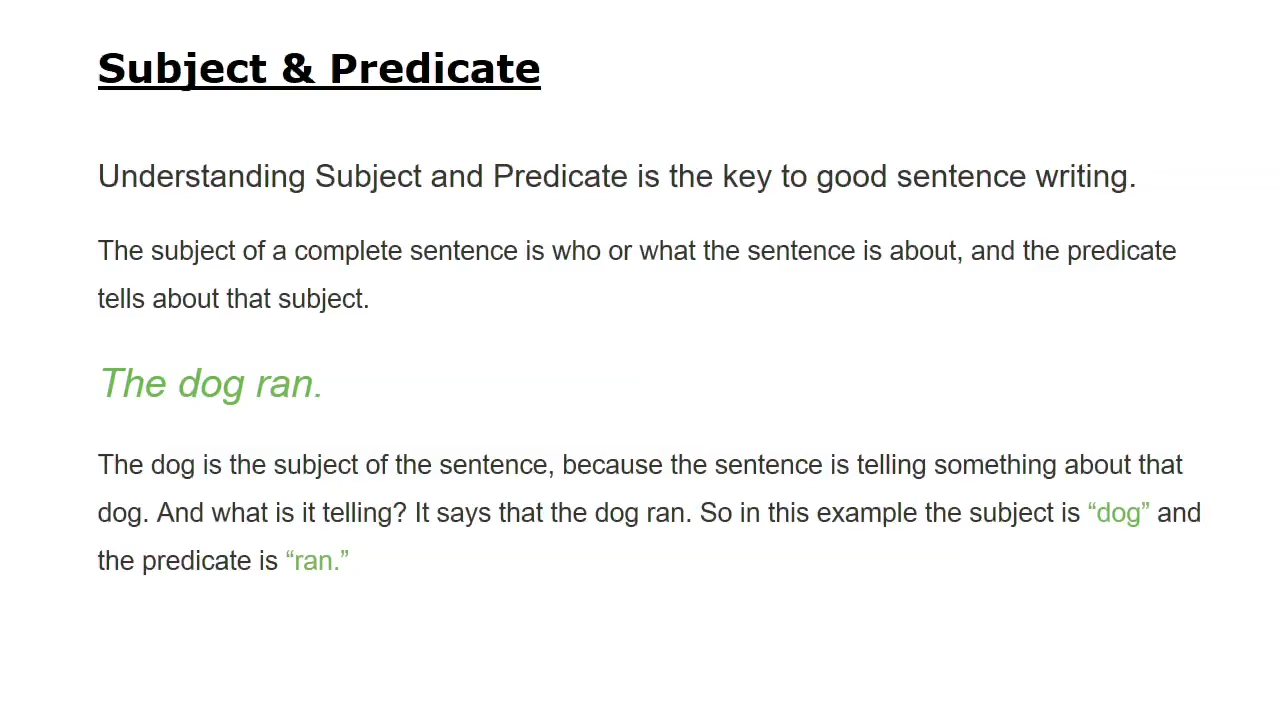 Subject & Predicate
Understanding Subject and Predicate is the key to good sentence writing.
The subject of a complete sentence is who or what the sentence is about, and the predicate
tells about that subject.
The dog ran.
The dog is the subject of the sentence, because the sentence is telling something about that
dog. And what is it telling? It says that the dog ran. So in this example the subject is “dog” and
the predicate is “ran.”